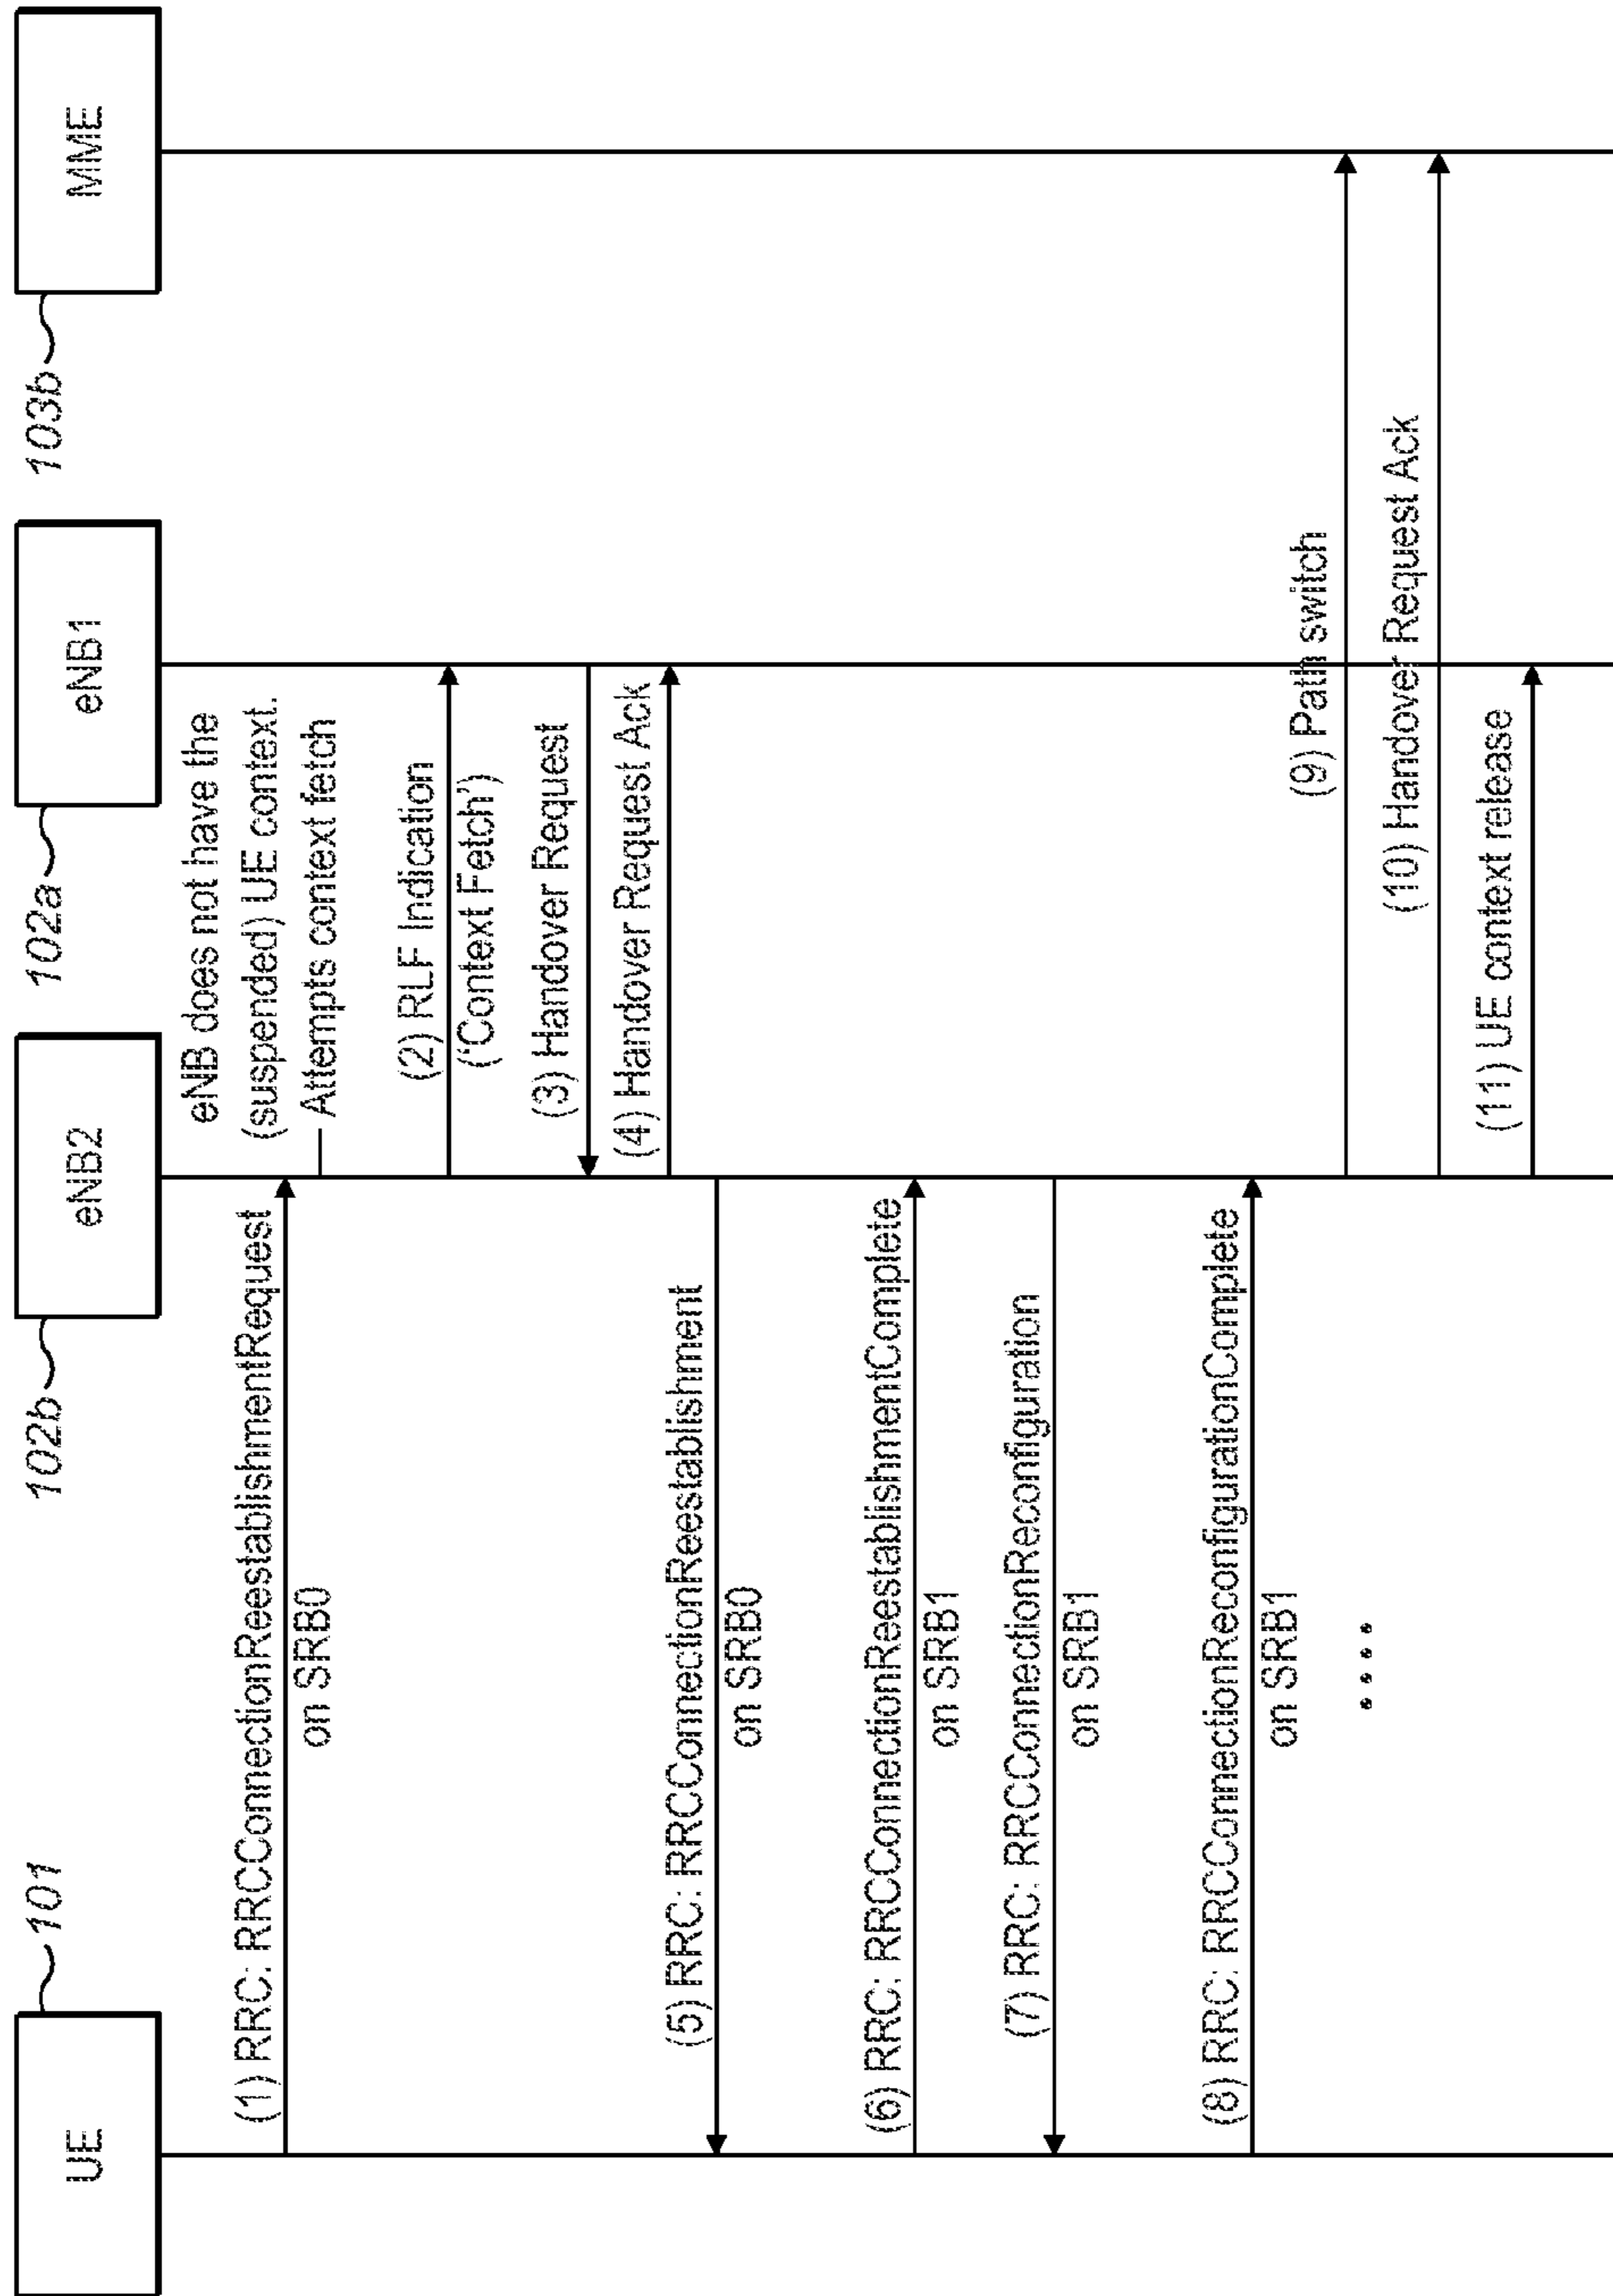 UE
101
eNB2
102b
eNB1
102a
MME
103b
(1) RRC: RRCConnectionReestablishmentRequest
on SRB0
eNB does not have the
(suspended) UE context.
Attempts context fetch
(2) RLF Indication
('Context Fetch')
(3) Handover Request
(4) Handover Request Ack
(5) RRC: RRCConnectionReestablishment
on SRB0
(6) RRC: RRCConnectionReestablishmentComplete
on SRB1
(7) RRC: RRCConnectionReconfiguration
on SRB1
(8) RRC: RRCConnectionReconfigurationComplete
on SRB1
....
(9) Path switch
(10) Handover Request Ack
(11) UE context release